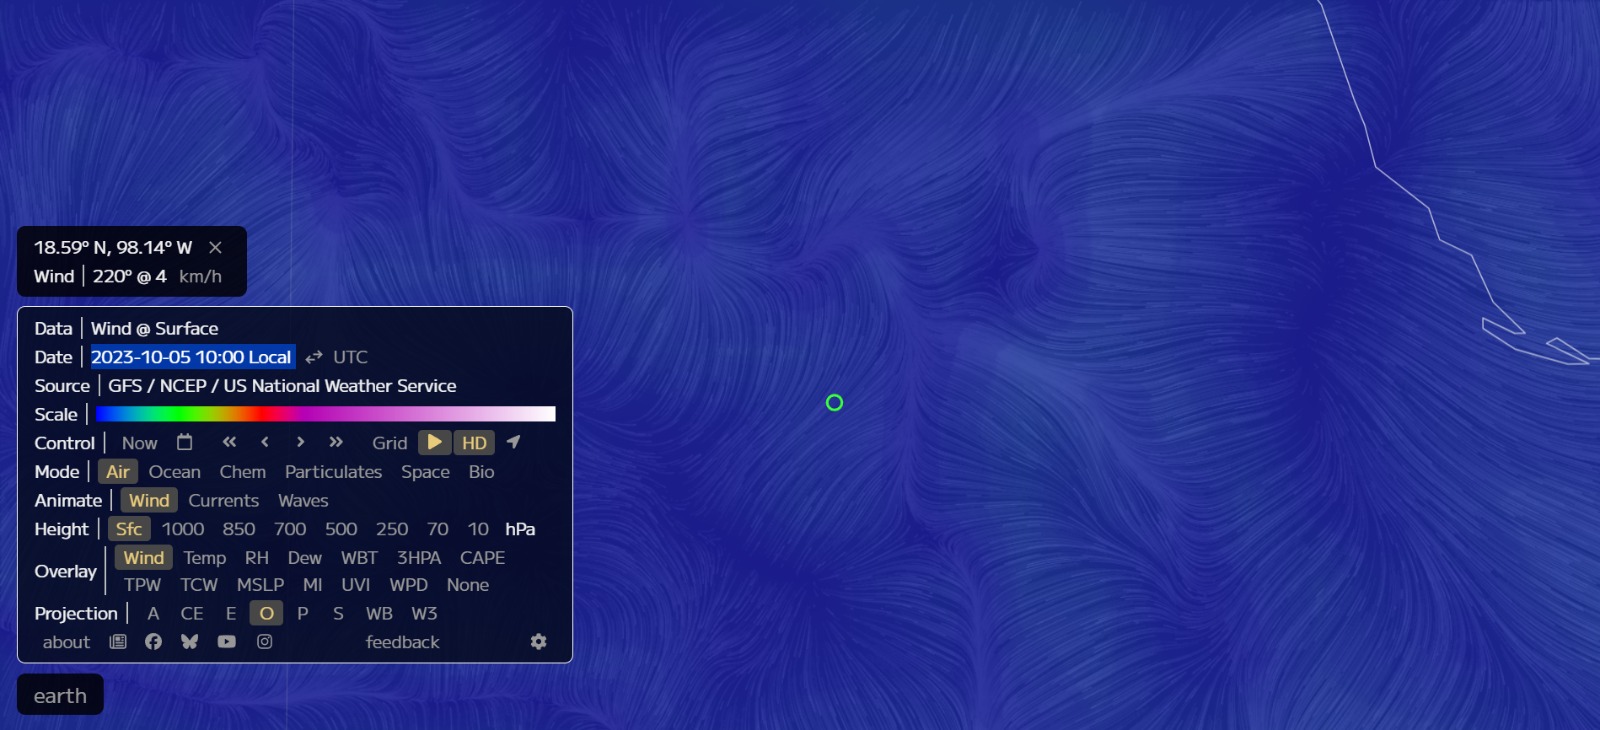 18.59° N, 98.14° W ×
Wind | 220° @ 4 km/h
Data | Wind @ Surface
Date | 2023-10-05 10:00 Local ⇄ UTC
Source | GFS / NCEP / US National Weather Service
Scale |
Control | Now « ‹ › » Grid ▶ HD
Mode | Air Ocean Chem Particulates Space Bio
Animate | Wind Currents Waves
Height | Sfc 1000 850 700 500 250 70 10 hPa
Overlay | Wind Temp RH Dew WBT 3HPA CAPE
TPW TCW MSLP MI UVI WPD None
Projection | A CE E O P S WB W3
about feedback
earth